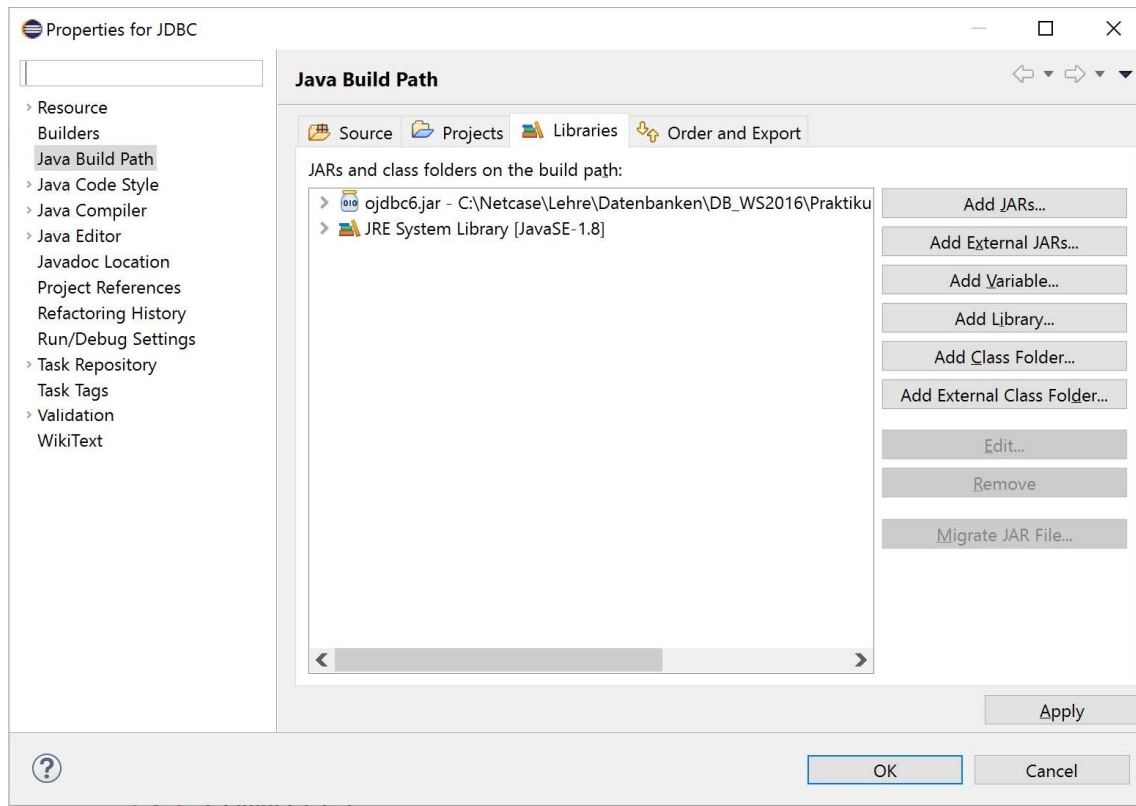 Properties for JDBC
Java Build Path
Resource
Builders
Java Build Path
Java Code Style
Java Compiler
Java Editor
Javadoc Location
Project References
Refactoring History
Run/Debug Settings
Task Repository
Task Tags
Validation
WikiText
Source Projects Libraries Order and Export
JARs and class folders on the build path:
ojdbc6.jar - C:\Netcase\Lehre\Datenbanken\DB_WS2016\Praktiku
JRE System Library [JavaSE-1.8]
Add JARs...
Add External JARs...
Add Variable...
Add Library...
Add Class Folder...
Add External Class Folder...
Edit...
Remove
Migrate JAR File...
Apply
?
OK Cancel